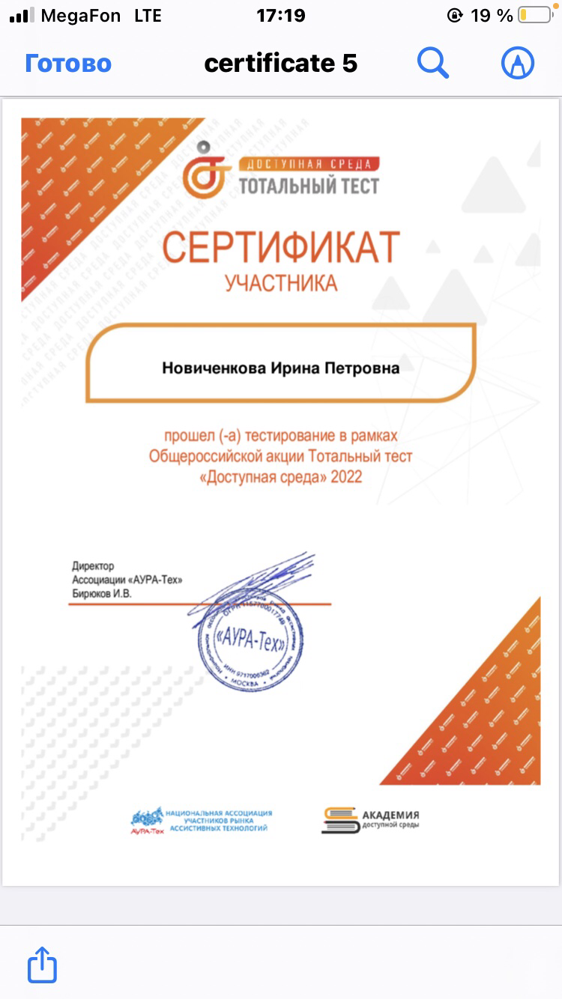 MegaFon LTE 17:19 19 %
Готово certificate 5
ДОСТУПНАЯ СРЕДА
ТОТАЛЬНЫЙ ТЕСТ
СЕРТИФИКАТ
УЧАСТНИКА
Новиченкова Ирина Петровна
прошел (-а) тестирование в рамках
Общероссийской акции Тотальный тест
«Доступная среда» 2022
Директор
Ассоциации «АУРА-Тех»
Бирюков И.В.
«АУРА-Тех»
ИНН 9717006362
• МОСКВА •
АУРА-Тех
НАЦИОНАЛЬНАЯ АССОЦИАЦИЯ
УЧАСТНИКОВ РЫНКА
АССИСТИВНЫХ ТЕХНОЛОГИЙ
АКАДЕМИЯ
доступной среды